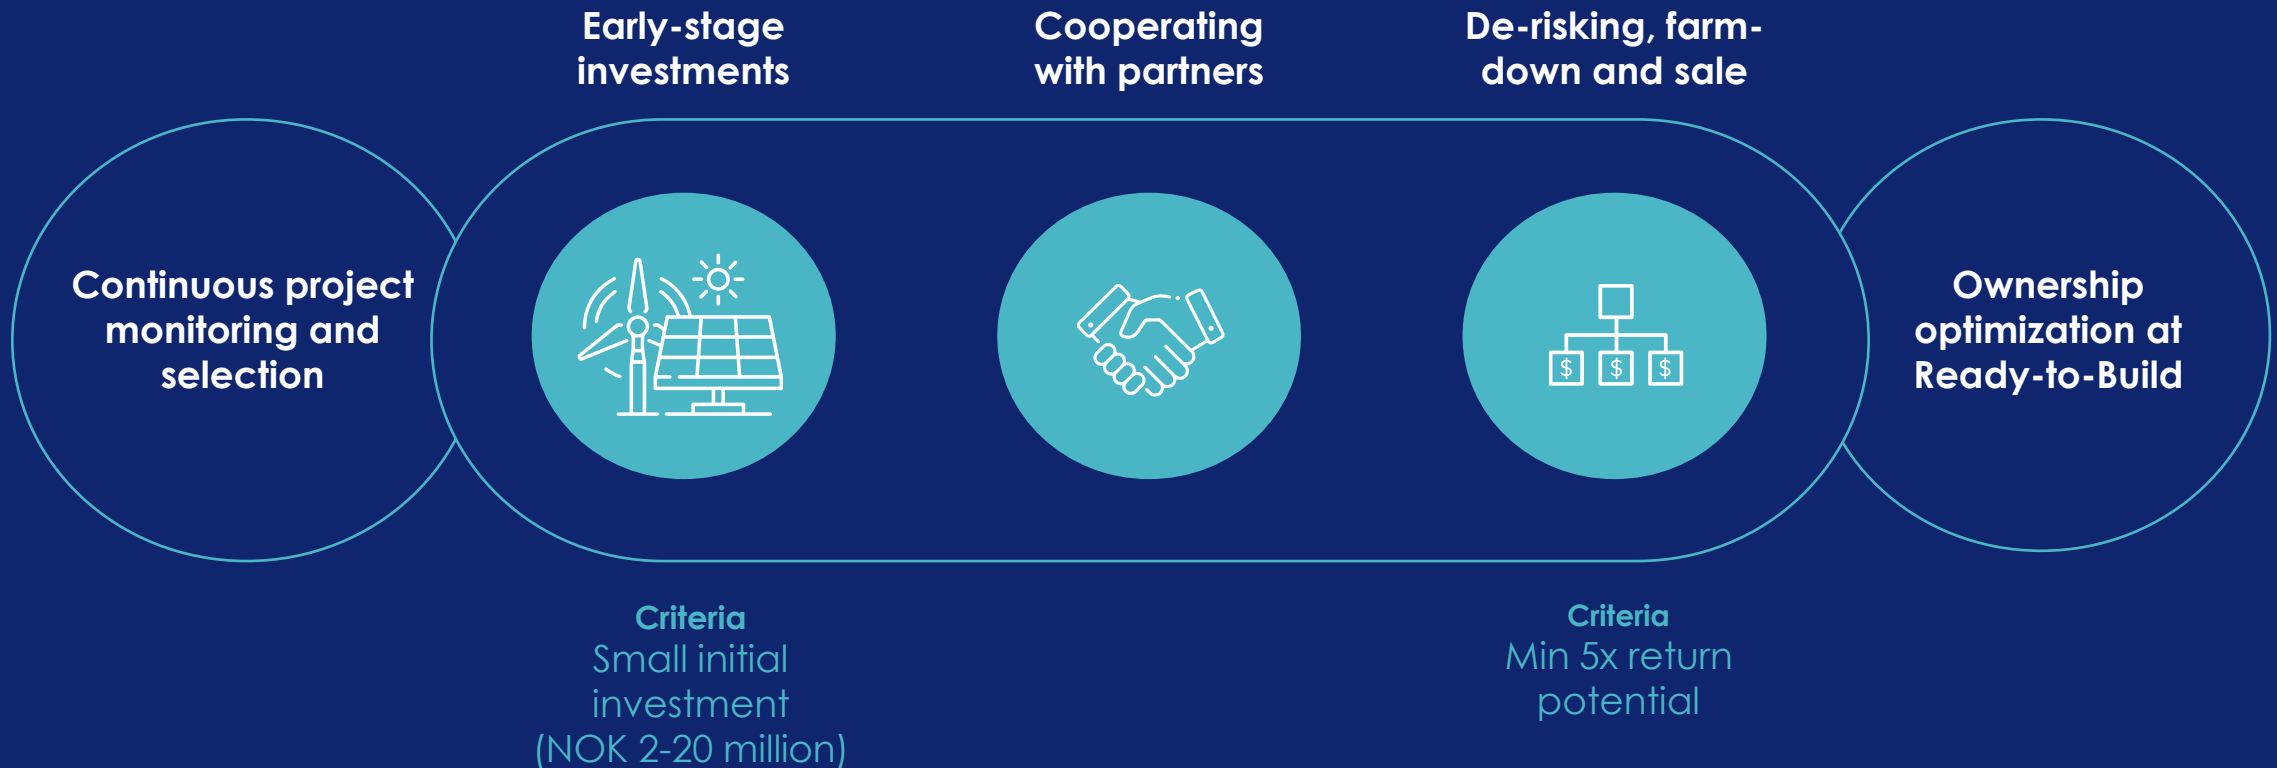 Early-stage
investments
Cooperating
with partners
De-risking, farm-
down and sale
Continuous project
monitoring and
selection
$ $ $
Ownership
optimization at
Ready-to-Build
Criteria
Small initial
investment
(NOK 2-20 million)
Criteria
Min 5x return
potential